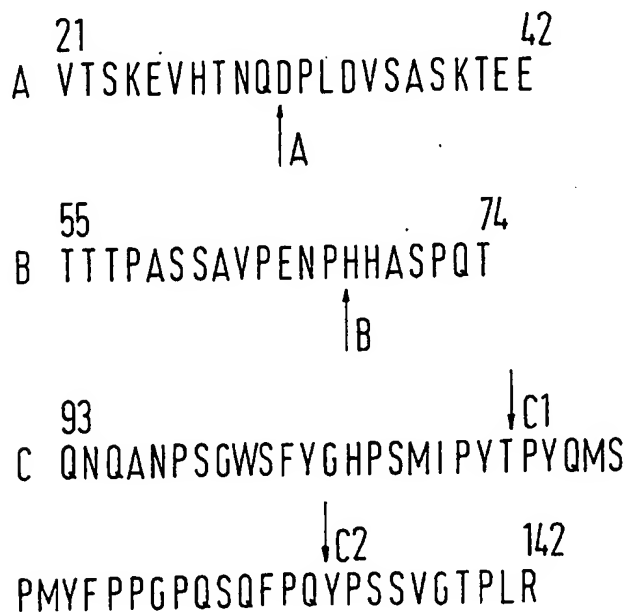 21 42
A VTSKEVHTNQDPLDVSASKTEE
A
55 74
B TTTPASSAVPENPHHASPQT
B
93 C1
C QNQANPSGWSFYGHPSMIPYTPYQMS
C2 142
PMYFPPGPQSQFPQYPSSVGTPLR